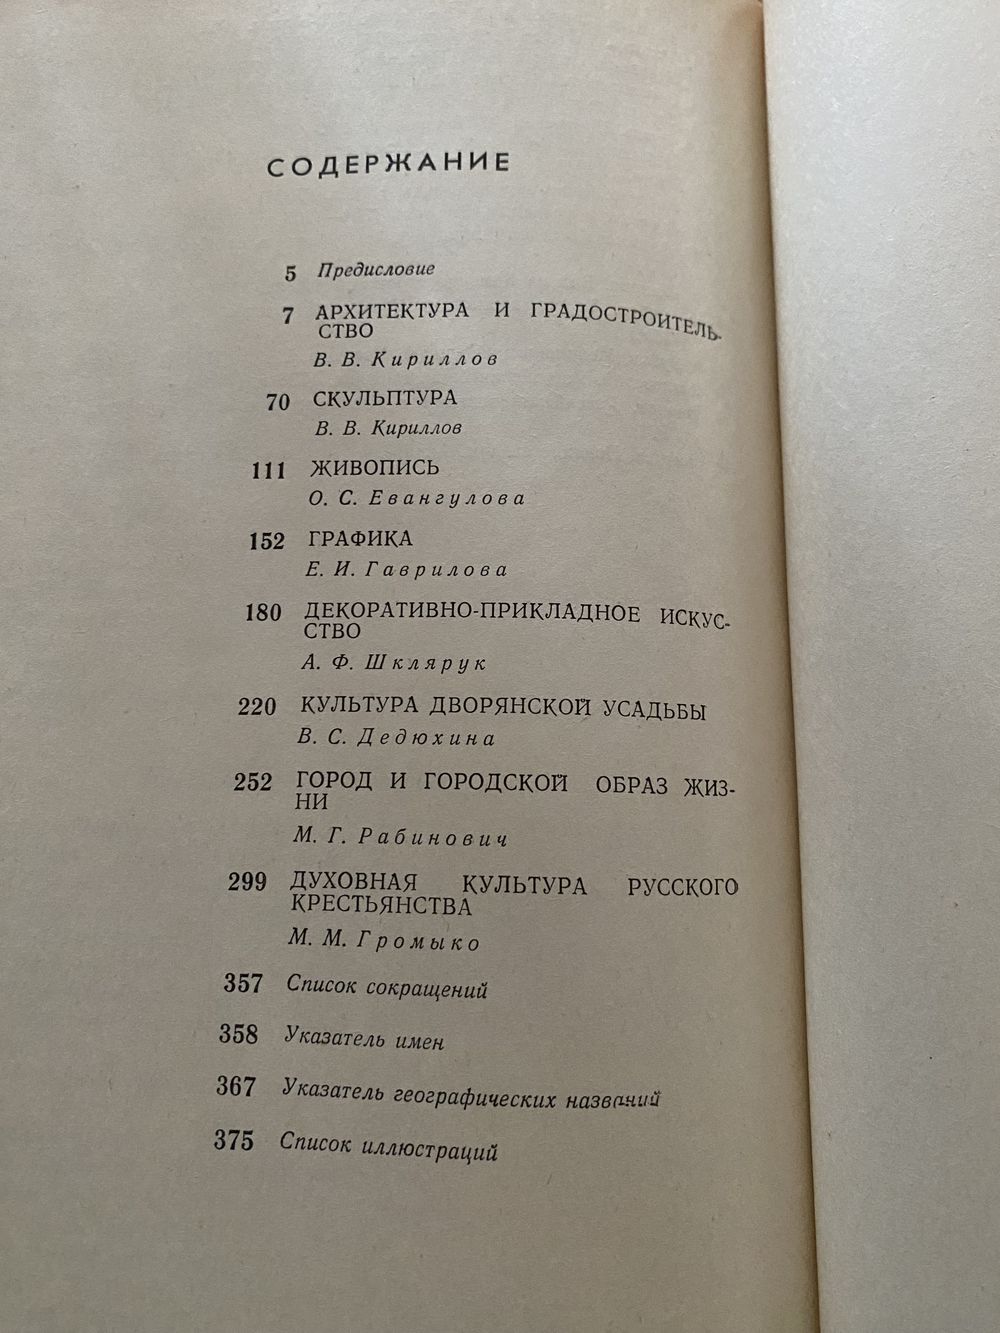 СОДЕРЖАНИЕ
5 Предисловие
7 АРХИТЕКТУРА И ГРАДОСТРОИТЕЛЬ-
СТВО
В. В. Кириллов
70 СКУЛЬПТУРА
В. В. Кириллов
111 ЖИВОПИСЬ
О. С. Евангулова
152 ГРАФИКА
Е. И. Гаврилова
180 ДЕКОРАТИВНО-ПРИКЛАДНОЕ ИСКУС-
СТВО
А. Ф. Шклярук
220 КУЛЬТУРА ДВОРЯНСКОЙ УСАДЬБЫ
В. С. Дедюхина
252 ГОРОД И ГОРОДСКОЙ ОБРАЗ ЖИЗ-
НИ
М. Г. Рабинович
299 ДУХОВНАЯ КУЛЬТУРА РУССКОГО
КРЕСТЬЯНСТВА
М. М. Громыко
357 Список сокращений
358 Указатель имен
367 Указатель географических названий
375 Список иллюстраций